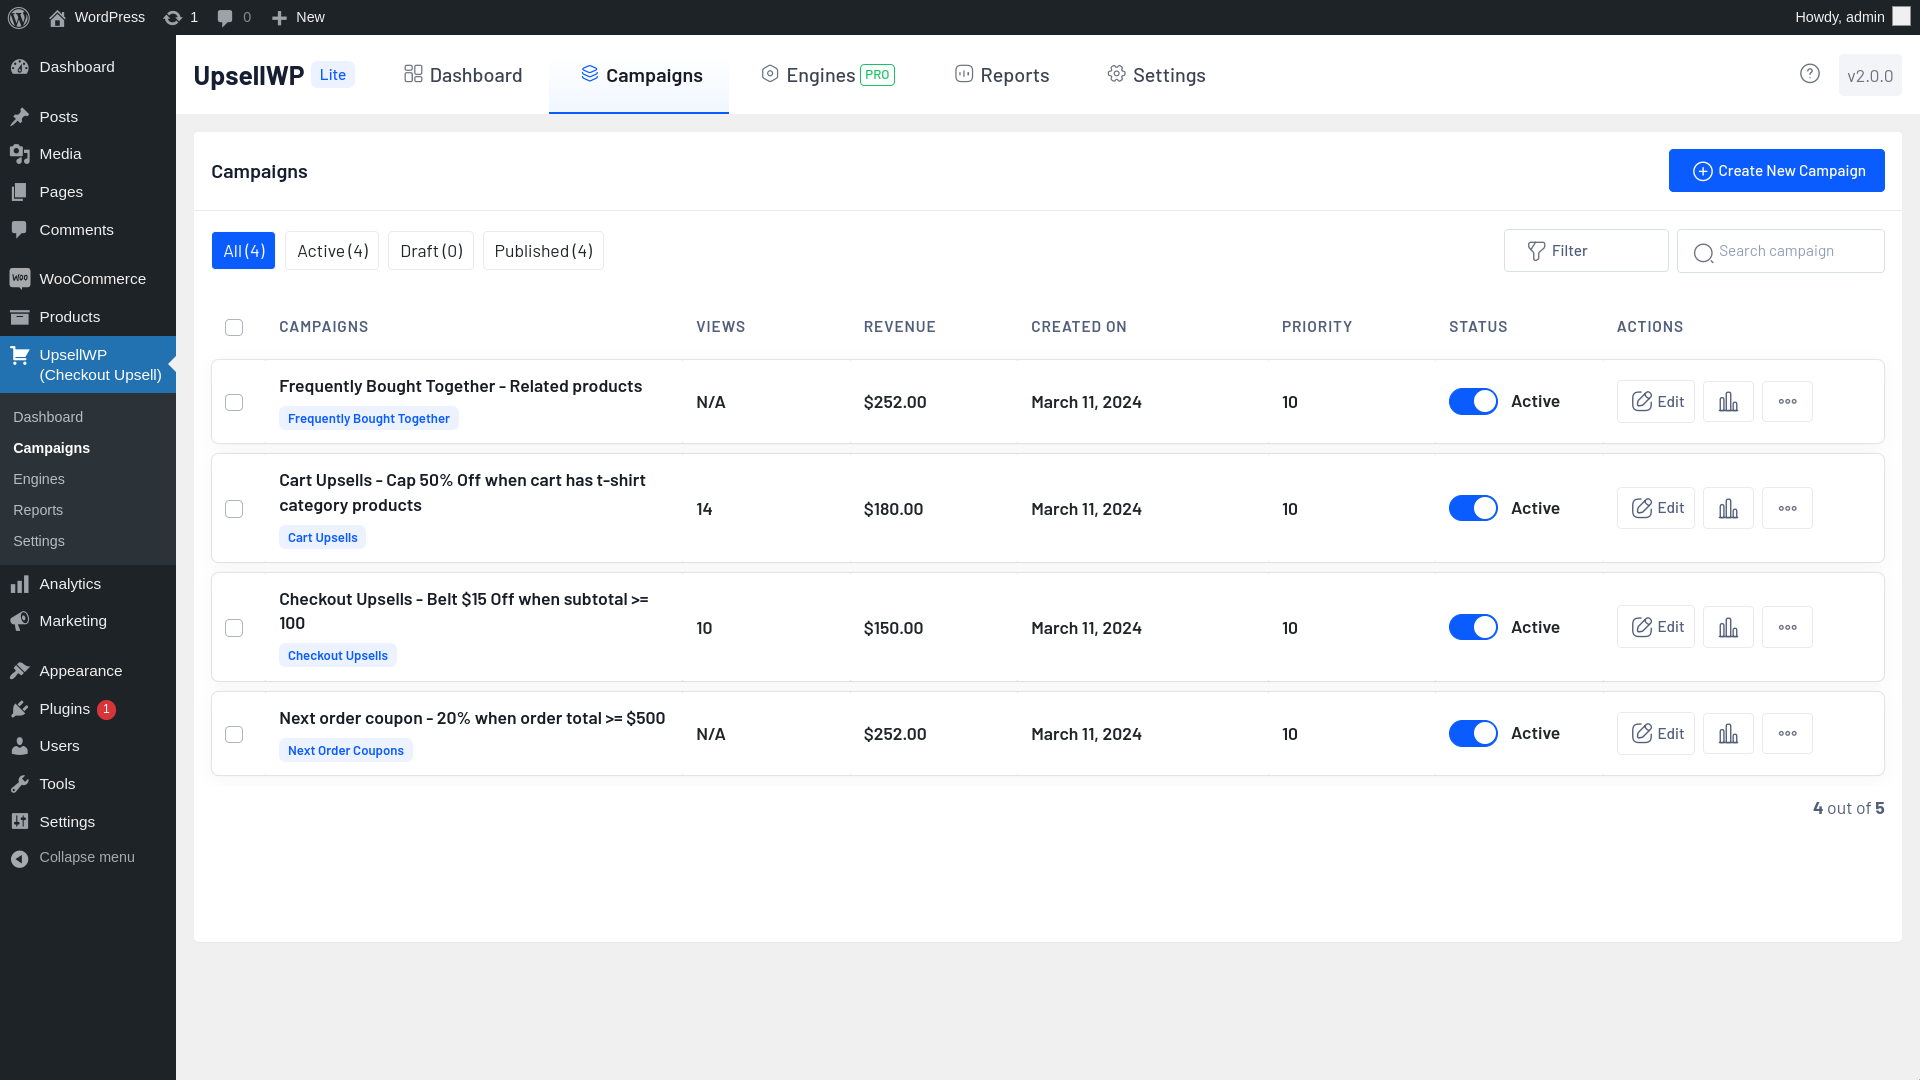 WordPress
1
0
New
Howdy, admin
Dashboard
Posts
Media
Pages
Comments
Woo
WooCommerce
Products
UpsellWP
(Checkout Upsell)
Dashboard
Campaigns
Engines
Reports
Settings
Analytics
Marketing
Appearance
Plugins 1
Users
Tools
Settings
Collapse menu
UpsellWP Lite
Dashboard
Campaigns
Engines PRO
Reports
Settings
v2.0.0
Campaigns
Create New Campaign
All (4)
Active (4)
Draft (0)
Published (4)
Filter
Search campaign
CAMPAIGNS VIEWS REVENUE CREATED ON PRIORITY STATUS ACTIONS
Frequently Bought Together - Related products
Frequently Bought Together
N/A $252.00 March 11, 2024 10 Active Edit
Cart Upsells - Cap 50% Off when cart has t-shirt
category products
Cart Upsells
14 $180.00 March 11, 2024 10 Active Edit
Checkout Upsells - Belt $15 Off when subtotal >=
100
Checkout Upsells
10 $150.00 March 11, 2024 10 Active Edit
Next order coupon - 20% when order total >= $500
Next Order Coupons
N/A $252.00 March 11, 2024 10 Active Edit
4 out of 5